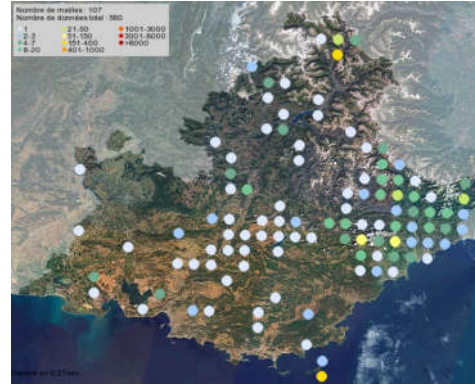 Nombre de mailles : 107
Nombre de données total : 560
1 21-50 1001-3000
2-3 51-150 3001-6000
4-7 151-400 >6000
8-20 401-1000